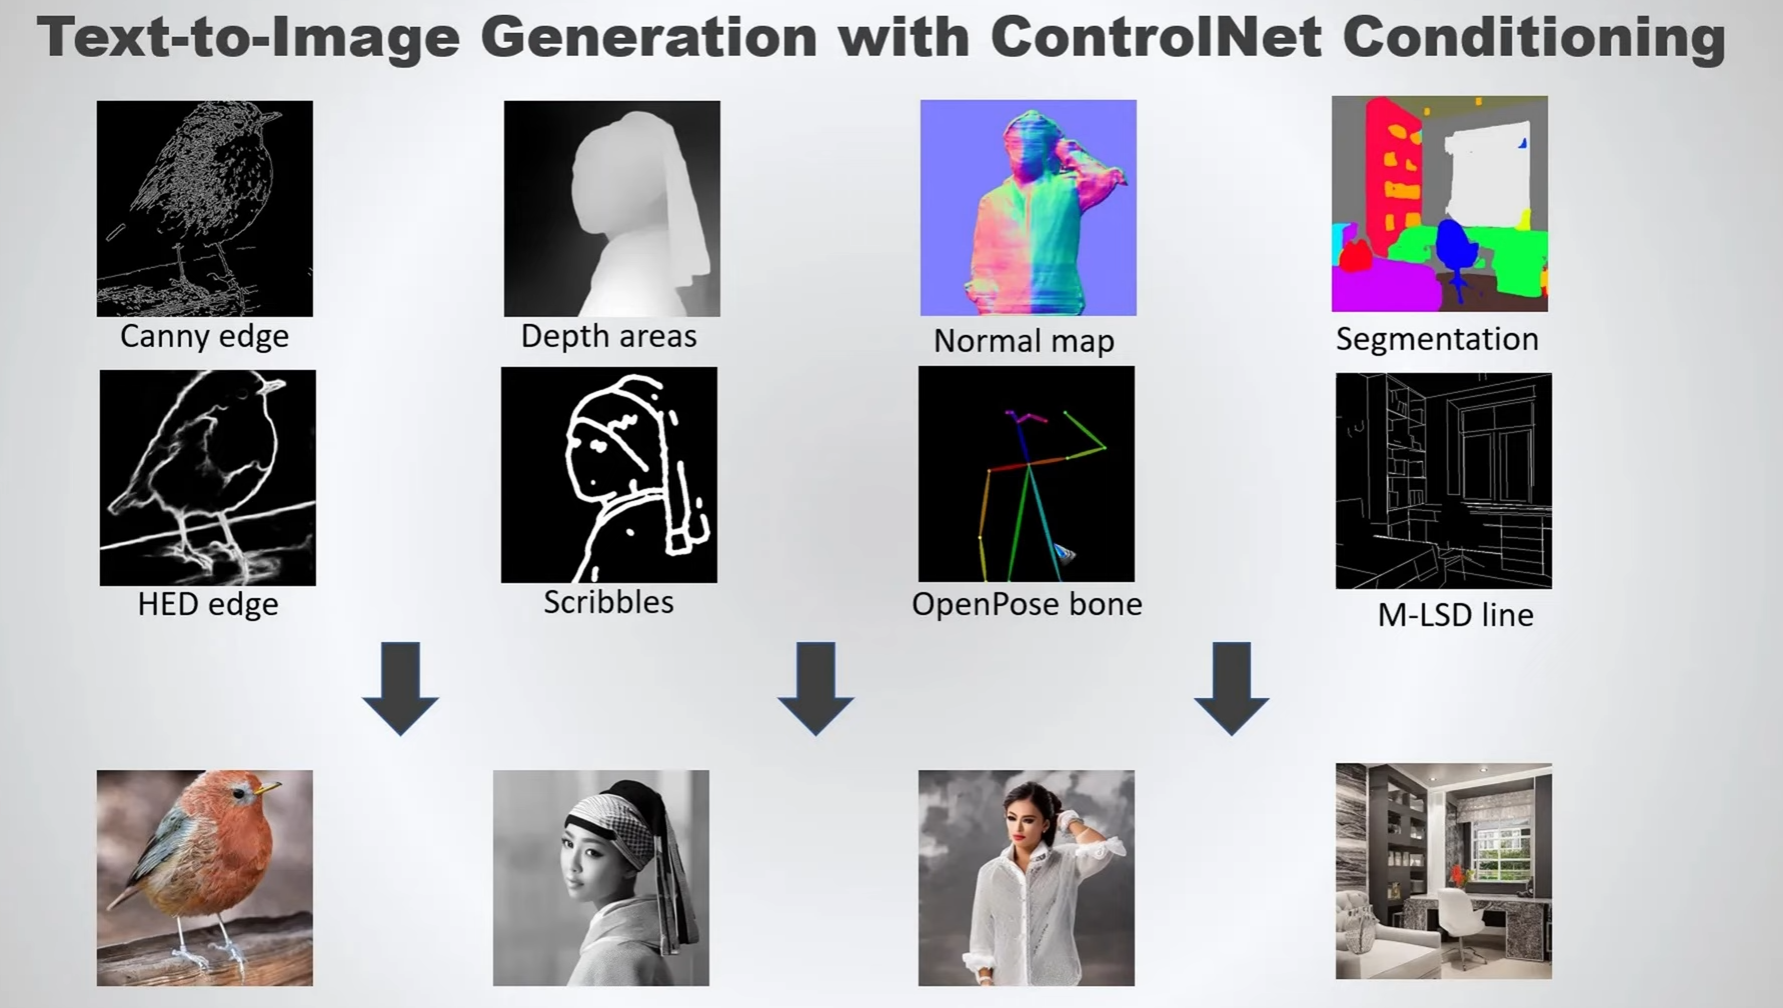 Text-to-Image Generation with ControlNet Conditioning
Canny edge
Depth areas
Normal map
Segmentation
HED edge
Scribbles
OpenPose bone
M-LSD line